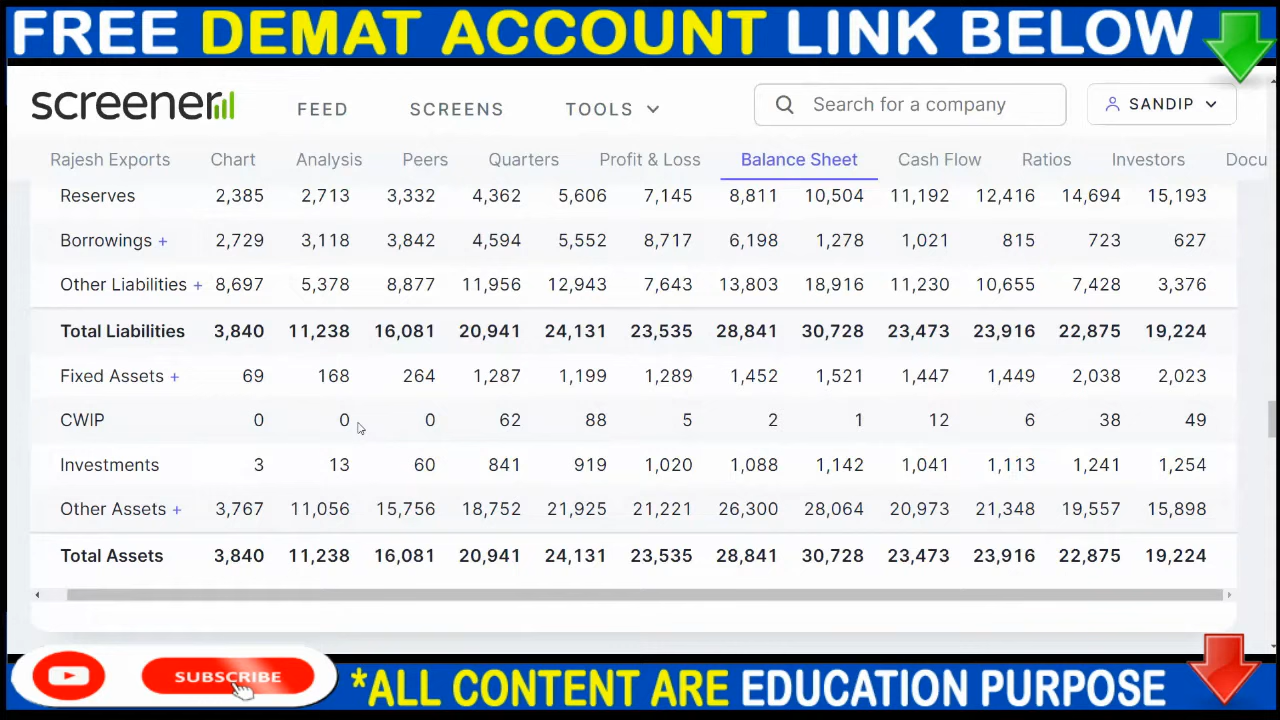 FREE DEMAT ACCOUNT LINK BELOW
screener FEED SCREENS TOOLS Search for a company SANDIP
Rajesh Exports Chart Analysis Peers Quarters Profit & Loss Balance Sheet Cash Flow Ratios Investors Docu
Reserves 2,385 2,713 3,332 4,362 5,606 7,145 8,811 10,504 11,192 12,416 14,694 15,193
Borrowings + 2,729 3,118 3,842 4,594 5,552 8,717 6,198 1,278 1,021 815 723 627
Other Liabilities + 8,697 5,378 8,877 11,956 12,943 7,643 13,803 18,916 11,230 10,655 7,428 3,376
Total Liabilities 3,840 11,238 16,081 20,941 24,131 23,535 28,841 30,728 23,473 23,916 22,875 19,224
Fixed Assets + 69 168 264 1,287 1,199 1,289 1,452 1,521 1,447 1,449 2,038 2,023
CWIP 0 0 0 62 88 5 2 1 12 6 38 49
Investments 3 13 60 841 919 1,020 1,088 1,142 1,041 1,113 1,241 1,254
Other Assets + 3,767 11,056 15,756 18,752 21,925 21,221 26,300 28,064 20,973 21,348 19,557 15,898
Total Assets 3,840 11,238 16,081 20,941 24,131 23,535 28,841 30,728 23,473 23,916 22,875 19,224
SUBSCRIBE
*ALL CONTENT ARE EDUCATION PURPOSE